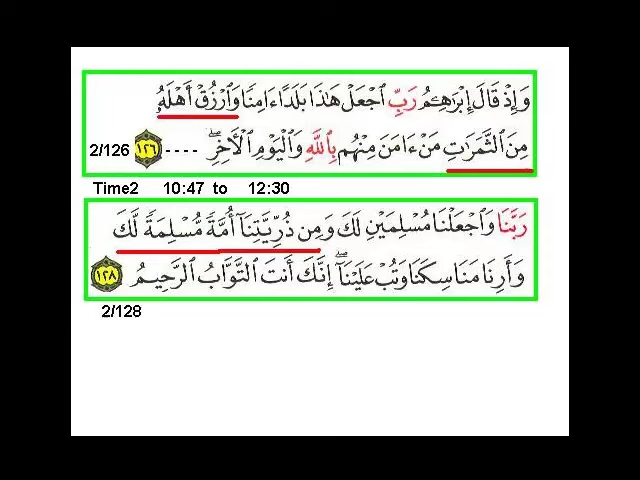 وَإِذْ قَالَ إِبْرَٰهِـۧمُ رَبِّ ٱجْعَلْ هَٰذَا بَلَدًا ءَامِنًا وَٱرْزُقْ أَهْلَهُۥ
مِنَ ٱلثَّمَرَٰتِ مَنْ ءَامَنَ مِنْهُم بِٱللَّهِ وَٱلْيَوْمِ ٱلْأَخِرِ ۖ ---- ١٢٦ 2/126
Time2 10:47 to 12:30
رَبَّنَا وَٱجْعَلْنَا مُسْلِمَيْنِ لَكَ وَمِن ذُرِّيَّتِنَآ أُمَّةً مُّسْلِمَةً لَّكَ
وَأَرِنَا مَنَاسِكَنَا وَتُبْ عَلَيْنَآ ۖ إِنَّكَ أَنتَ ٱلتَّوَّابُ ٱلرَّحِيمُ ١٢٨
2/128